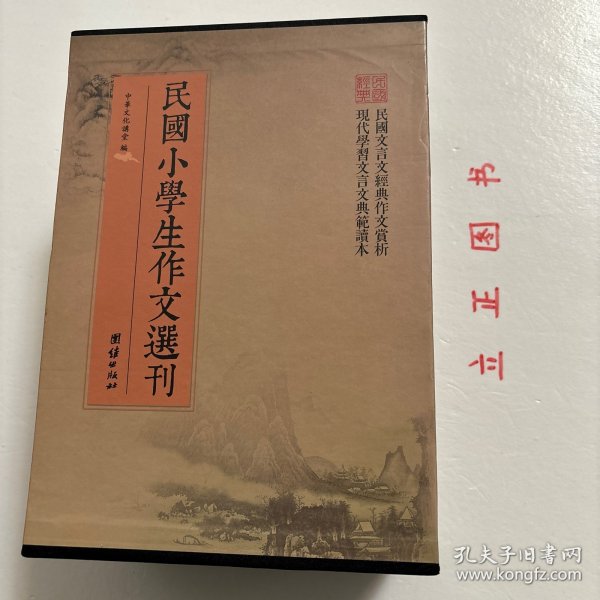 民國經典
民國文言文經典作文賞析
現代學習文言文典範讀本
民國小學生作文選刊
中華文化講堂 編
團结出版社
立正图书
孔夫子旧书网
www.kongfz.com